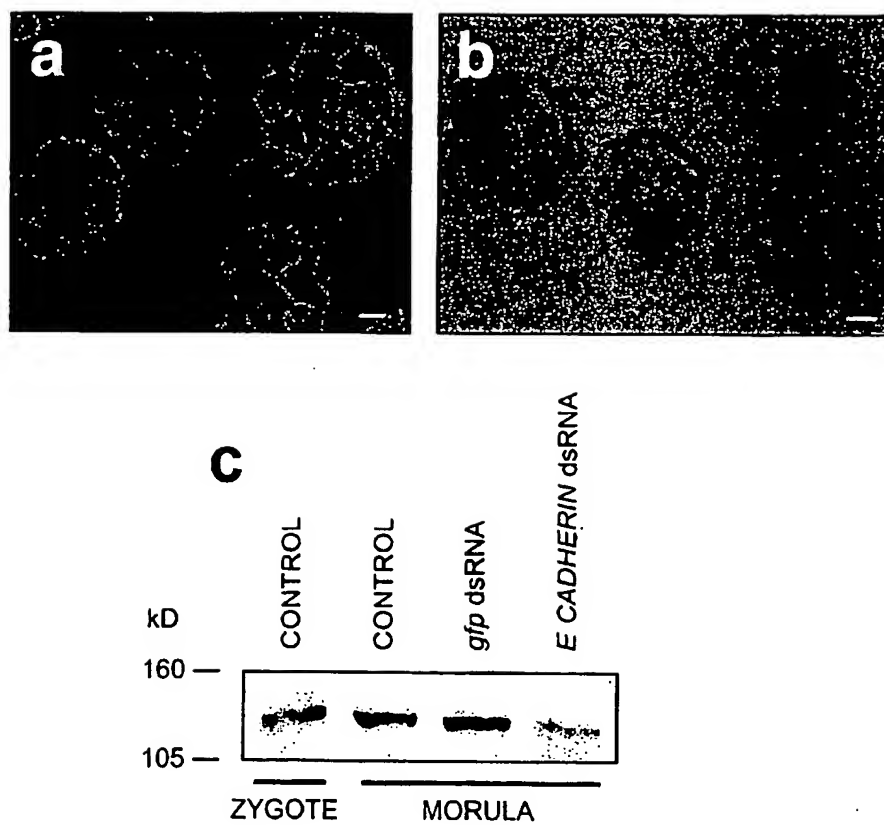 a
b
c
CONTROL
CONTROL
gfp dsRNA
E CADHERIN dsRNA
kD
160
105
ZYGOTE
MORULA